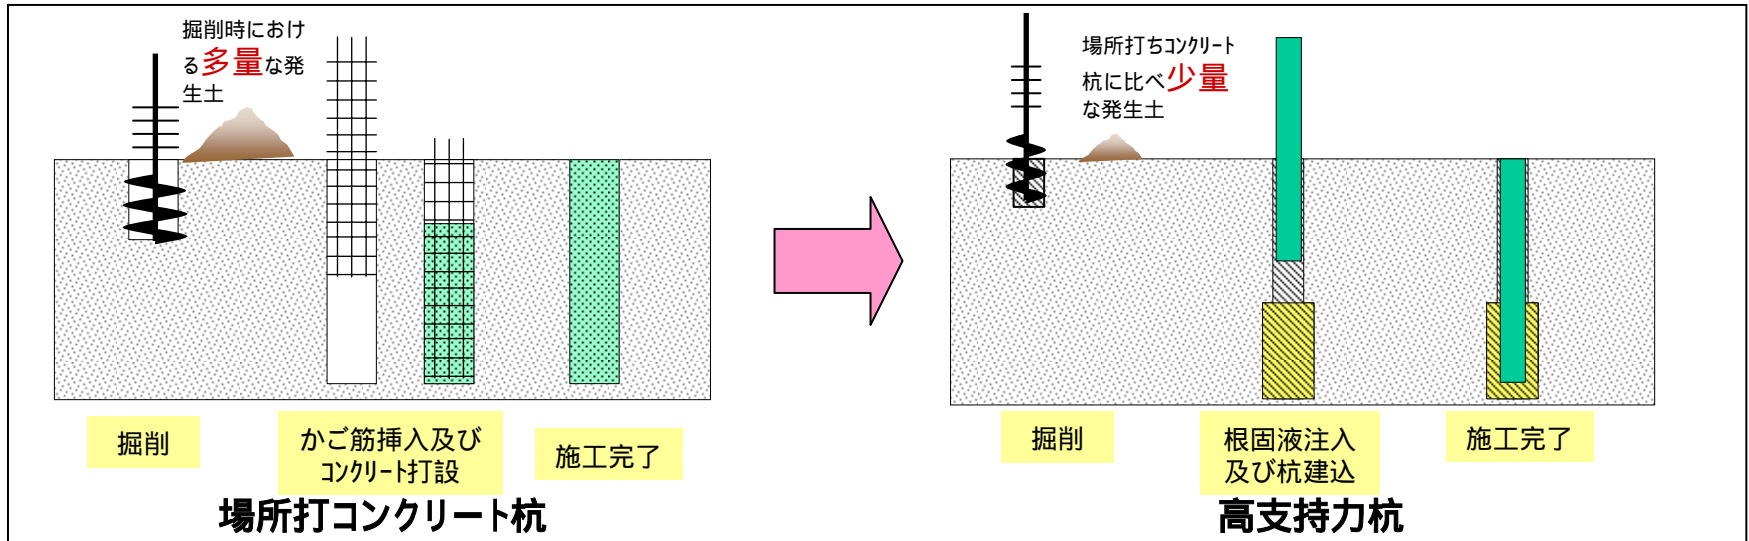 掘削時におけ
る多量な発
生土
掘削
かご筋挿入及び
ｺﾝｸﾘｰﾄ打設
施工完了
場所打コンクリート杭
場所打ちｺﾝｸﾘｰﾄ
杭に比べ少量
な発生土
掘削
根固液注入
及び杭建込
施工完了
高支持力杭